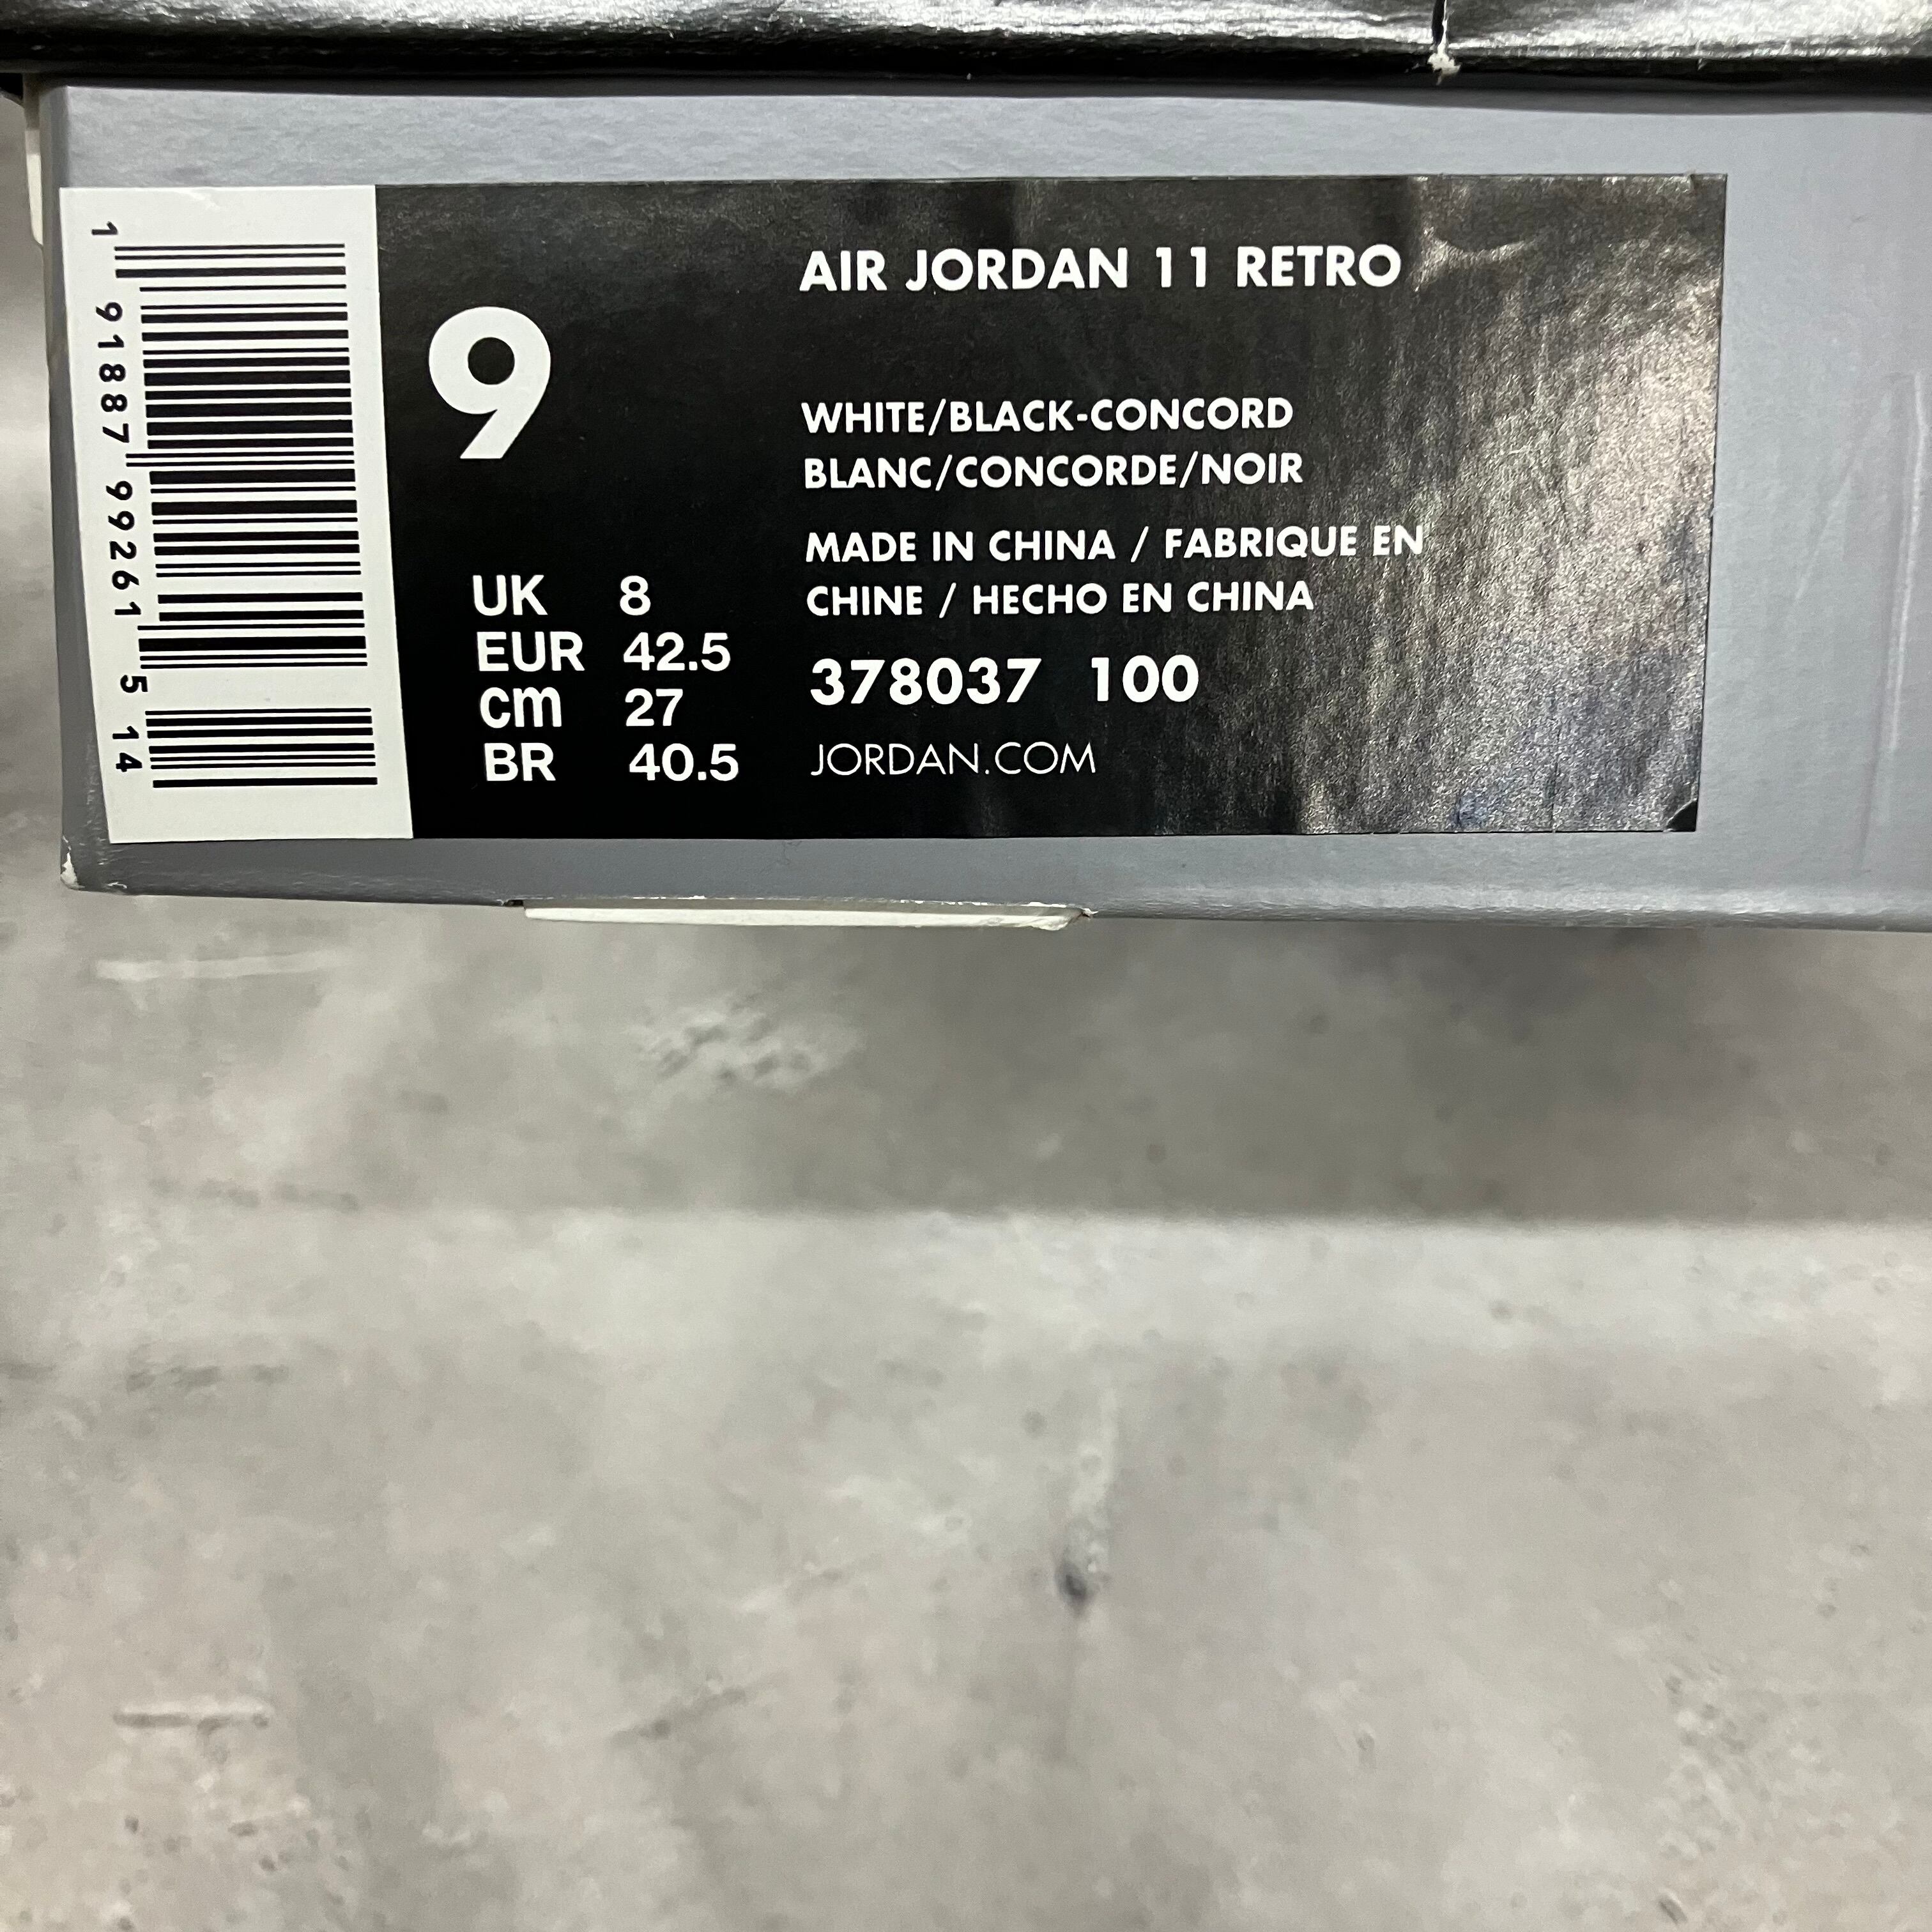 1 91887 99261 5 14
9
UK 8
EUR 42.5
cm 27
BR 40.5
AIR JORDAN 11 RETRO
WHITE/BLACK-CONCORD
BLANC/CONCORDE/NOIR
MADE IN CHINA / FABRIQUE EN
CHINE / HECHO EN CHINA
378037 100
JORDAN.COM